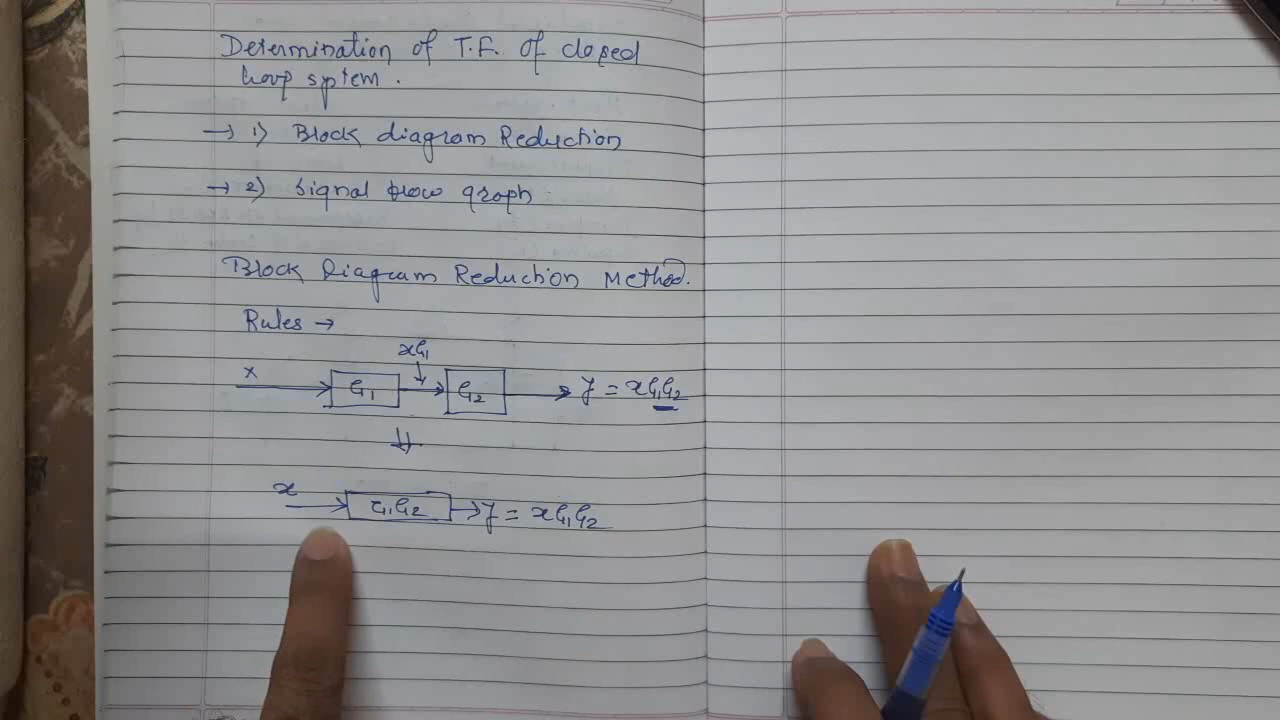 Determination of T.F. of closed
loop system.
→ 1) Block diagram Reduction
→ 2) Signal flow graph
Block Diagram Reduction Method.
Rules →
xG1
x G1 G2 y = xG1G2
x G1G2 y = xG1G2